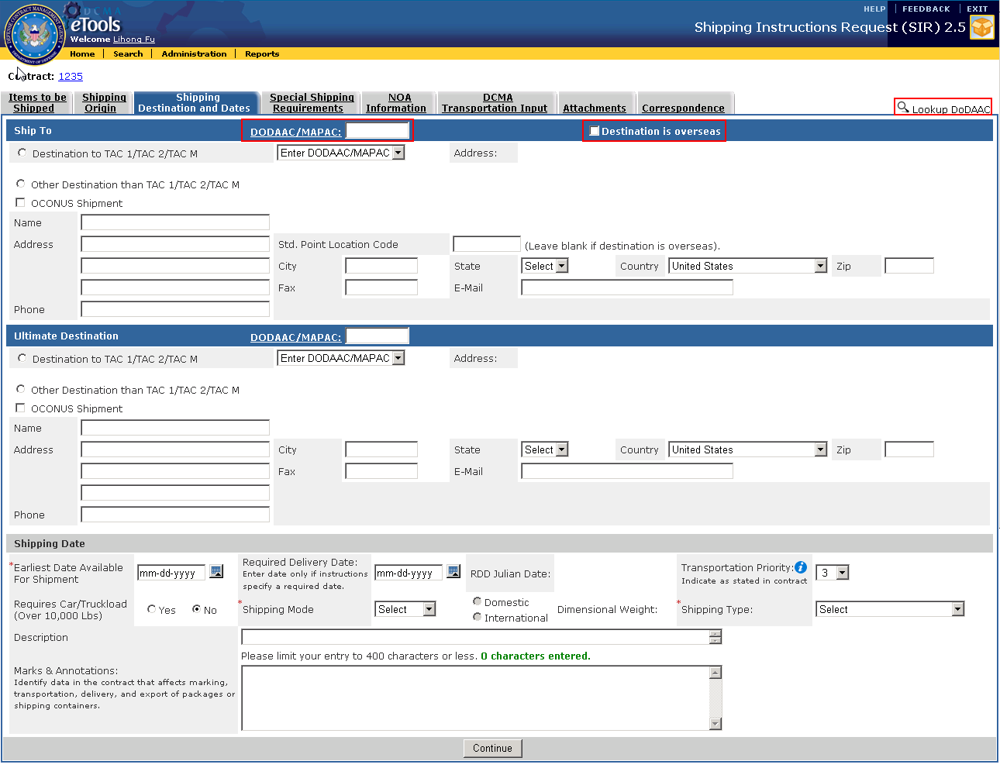 HELP | FEEDBACK | EXIT
DCMA
eTools
Welcome Lihong Fu
Shipping Instructions Request (SIR) 2.5
DEFENSE CONTRACT MANAGEMENT AGENCY
DEPARTMENT OF DEFENSE
Home | Search | Administration | Reports
Contract: 1235
Items to be Shipped
Shipping Origin
Shipping Destination and Dates
Special Shipping Requirements
NOA Information
DCMA Transportation Input
Attachments
Correspondence
Lookup DoDAAC
Ship To DODAAC/MAPAC: Destination is overseas
Destination to TAC 1/TAC 2/TAC M Enter DODAAC/MAPAC Address:
Other Destination than TAC 1/TAC 2/TAC M
OCONUS Shipment
Name
Address Std. Point Location Code (Leave blank if destination is overseas).
City State Select Country United States Zip
Fax E-Mail
Phone
Ultimate Destination DODAAC/MAPAC:
Destination to TAC 1/TAC 2/TAC M Enter DODAAC/MAPAC Address:
Other Destination than TAC 1/TAC 2/TAC M
OCONUS Shipment
Name
Address City State Select Country United States Zip
Fax E-Mail
Phone
Shipping Date
*Earliest Date Available For Shipment mm-dd-yyyy
Required Delivery Date:
Enter date only if instructions specify a required date.
mm-dd-yyyy
RDD Julian Date:
Transportation Priority: i
Indicate as stated in contract
3
Requires Car/Truckload (Over 10,000 Lbs) Yes No
*Shipping Mode Select
Domestic
International
Dimensional Weight:
*Shipping Type: Select
Description
Please limit your entry to 400 characters or less. 0 characters entered.
Marks & Annotations:
Identify data in the contract that affects marking,
transportation, delivery, and export of packages or
shipping containers.
Continue